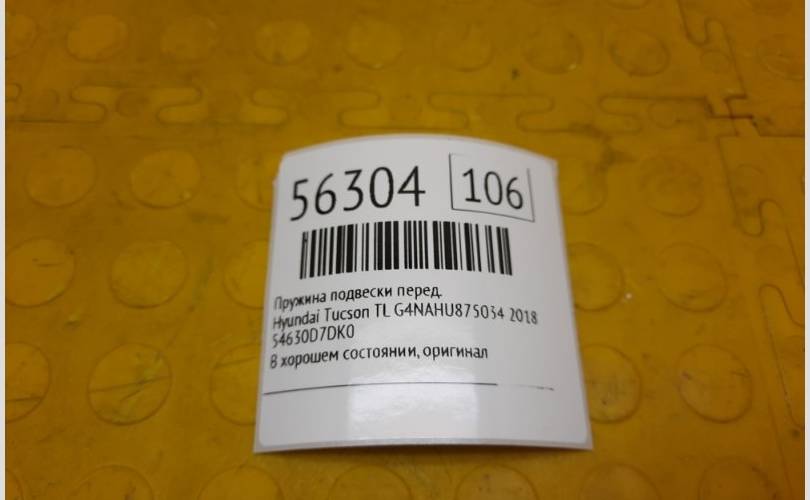 56304 106
Пружина подвески перед.
Hyundai Tucson TL G4NAHU875034 2018
54630D7DK0
В хорошем состоянии, оригинал